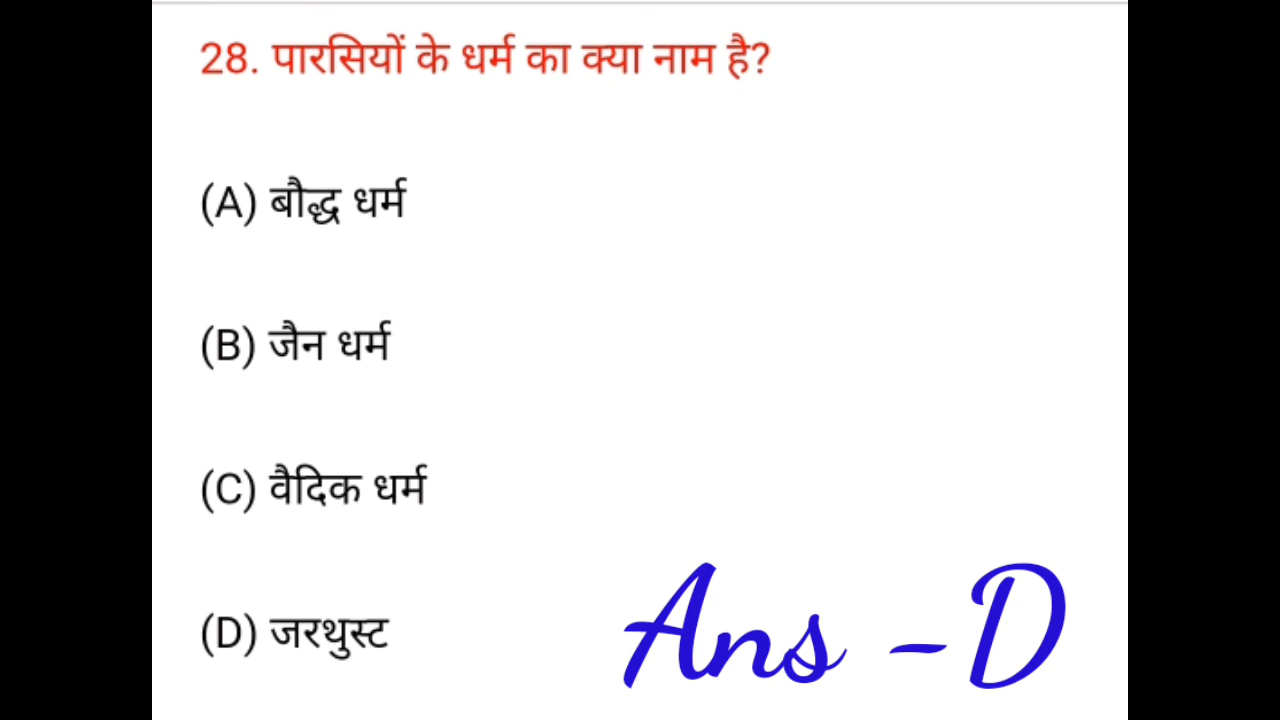 28. पारसियों के धर्म का क्या नाम है?
(A) बौद्ध धर्म
(B) जैन धर्म
(C) वैदिक धर्म
(D) जरथुस्ट
Ans -D